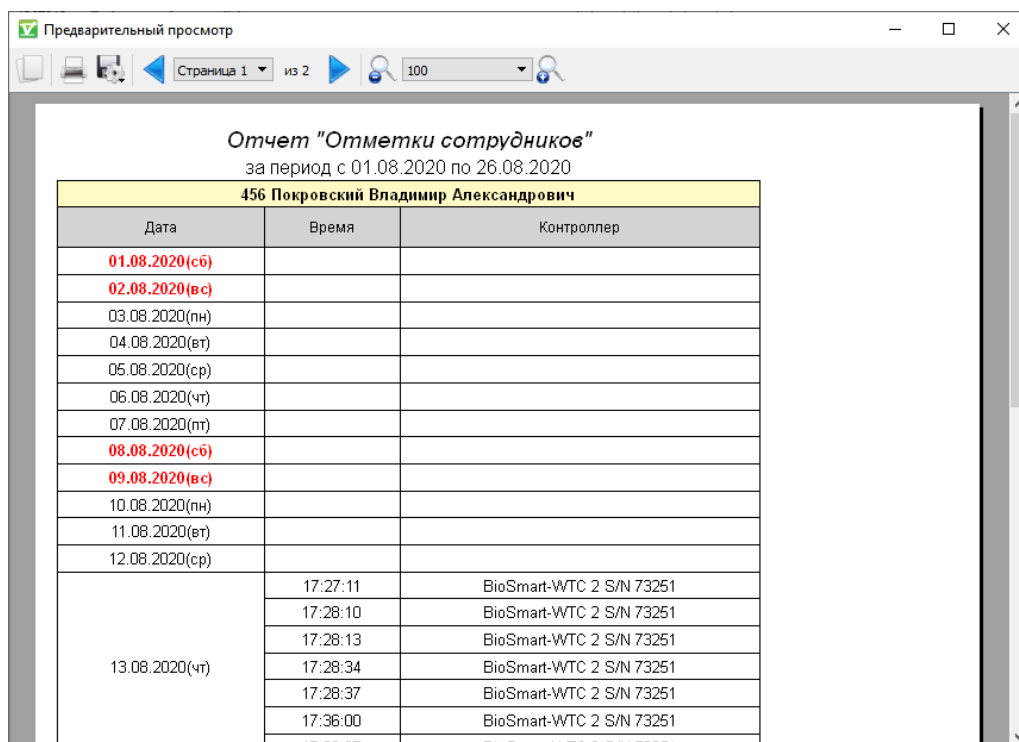 Предварительный просмотр
Страница 1 из 2 100
Отчет "Отметки сотрудников"
за период с 01.08.2020 по 26.08.2020
456 Покровский Владимир Александрович
Дата Время Контроллер
01.08.2020(сб)
02.08.2020(вс)
03.08.2020(пн)
04.08.2020(вт)
05.08.2020(ср)
06.08.2020(чт)
07.08.2020(пт)
08.08.2020(сб)
09.08.2020(вс)
10.08.2020(пн)
11.08.2020(вт)
12.08.2020(ср)
17:27:11 BioSmart-WTC 2 S/N 73251
17:28:10 BioSmart-WTC 2 S/N 73251
17:28:13 BioSmart-WTC 2 S/N 73251
13.08.2020(чт) 17:28:34 BioSmart-WTC 2 S/N 73251
17:28:37 BioSmart-WTC 2 S/N 73251
17:36:00 BioSmart-WTC 2 S/N 73251